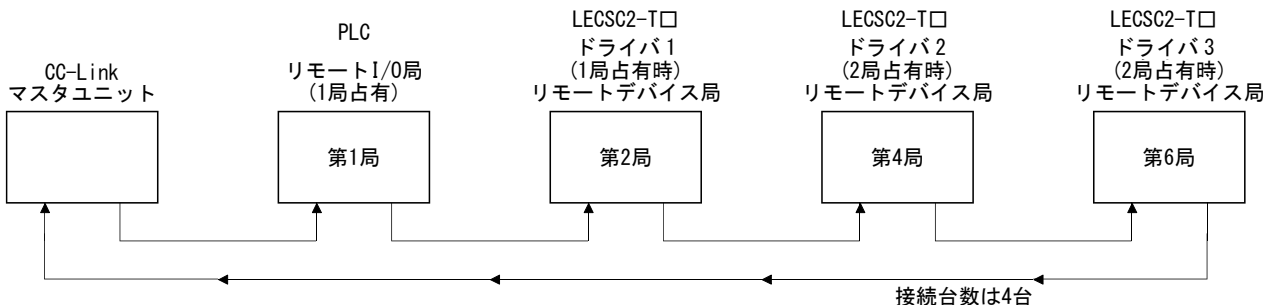 CC-Link
マスタユニット
PLC
リモートI/O局
(1局占有)
LECSC2-T□
ドライバ1
(1局占有時)
リモートデバイス局
LECSC2-T□
ドライバ2
(2局占有時)
リモートデバイス局
LECSC2-T□
ドライバ3
(2局占有時)
リモートデバイス局
第1局
第2局
第4局
第6局
接続台数は4台